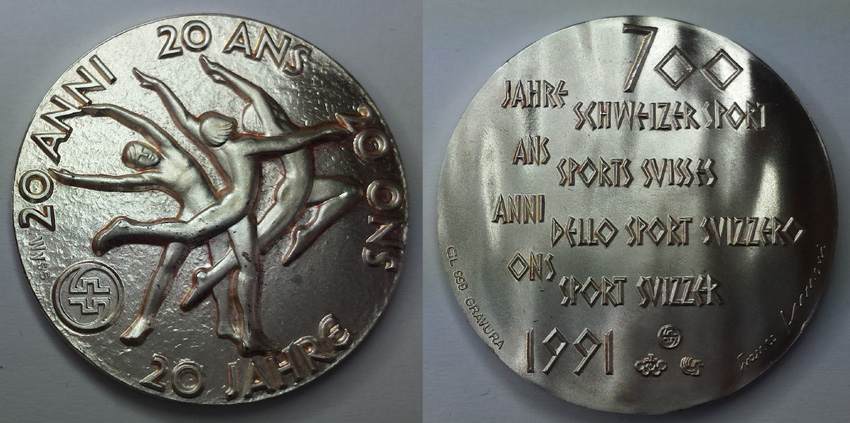 20 ANNI
20 ANS
20 ONS
20 JAHRE
700
JAHRE
SCHWEIZER SPORT
ANS
SPORTS SUISSES
ANNI
DELLO SPORT SVIZZERO
ONS
SPORT SVIZZER
GRAVURA
1991